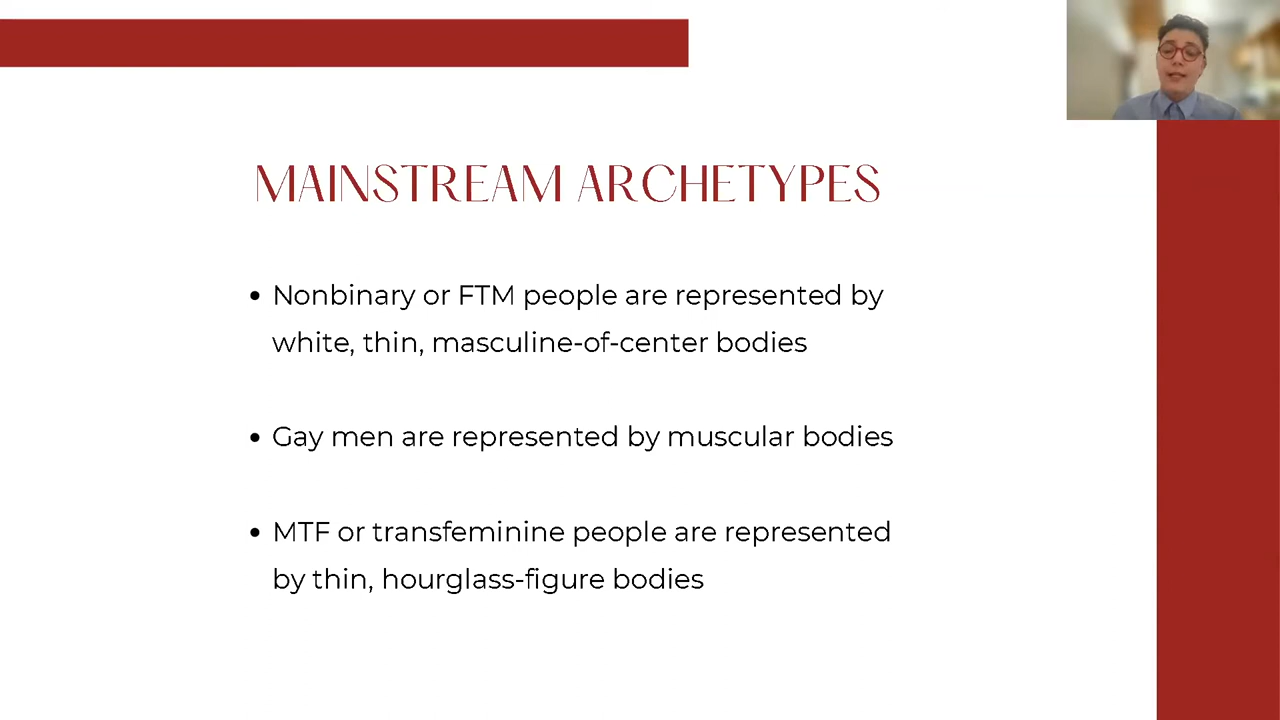 MAINSTREAM ARCHETYPES
• Nonbinary or FTM people are represented by
white, thin, masculine-of-center bodies
• Gay men are represented by muscular bodies
• MTF or transfeminine people are represented
by thin, hourglass-figure bodies